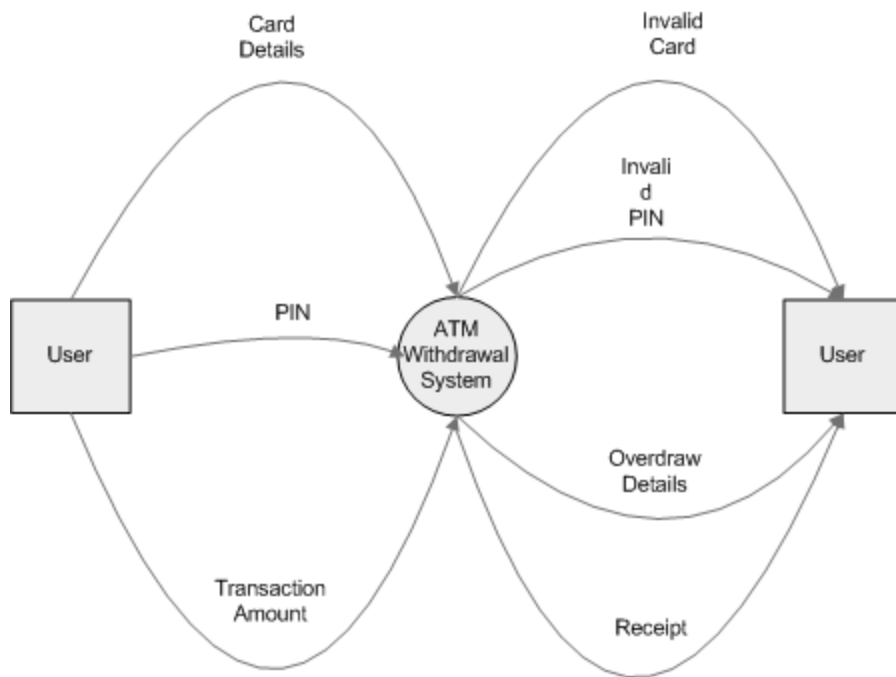 Card
Details
Invalid
Card
Invali
d
PIN
PIN
User
ATM
Withdrawal
System
User
Overdraw
Details
Transaction
Amount
Receipt